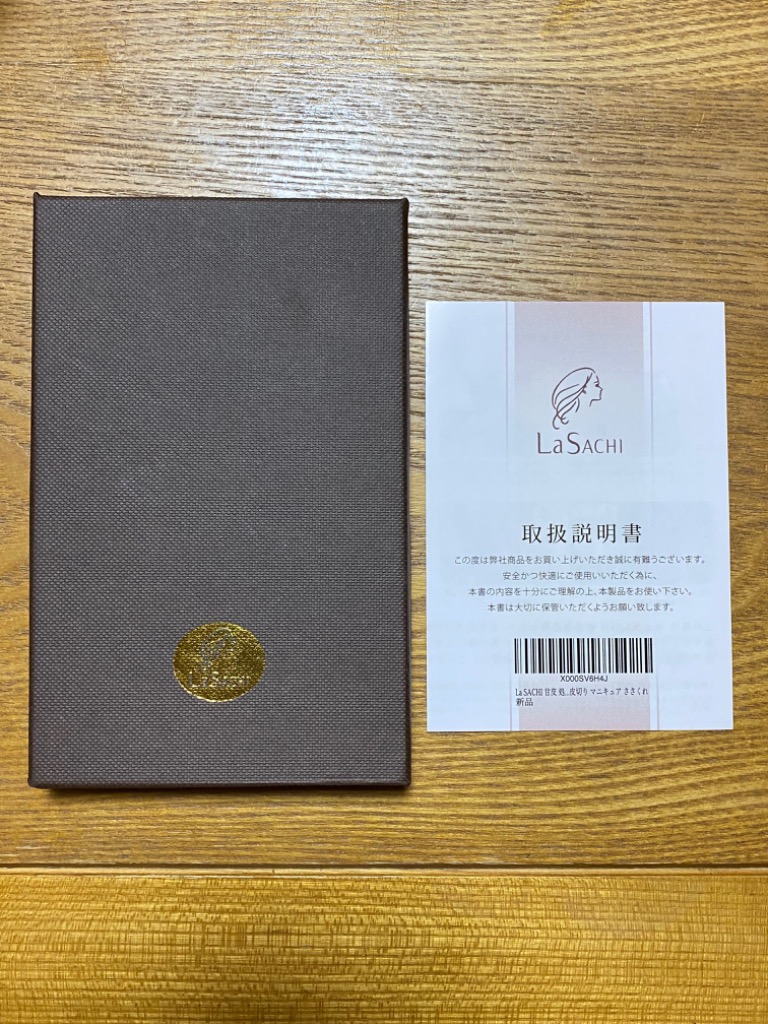 LaSACHI
LaSACHI
取扱説明書
この度は弊社商品をお買い上げいただき誠に有難うございます。
安全かつ快適にご使用いいただく為に、
本書の内容を十分にご理解の上、本製品をお使い下さい。
本書は大切に保管いただくようお願い致します。
X000SV6H4J
La SACHI 甘皮 処...皮切り マニキュア ささくれ
新品